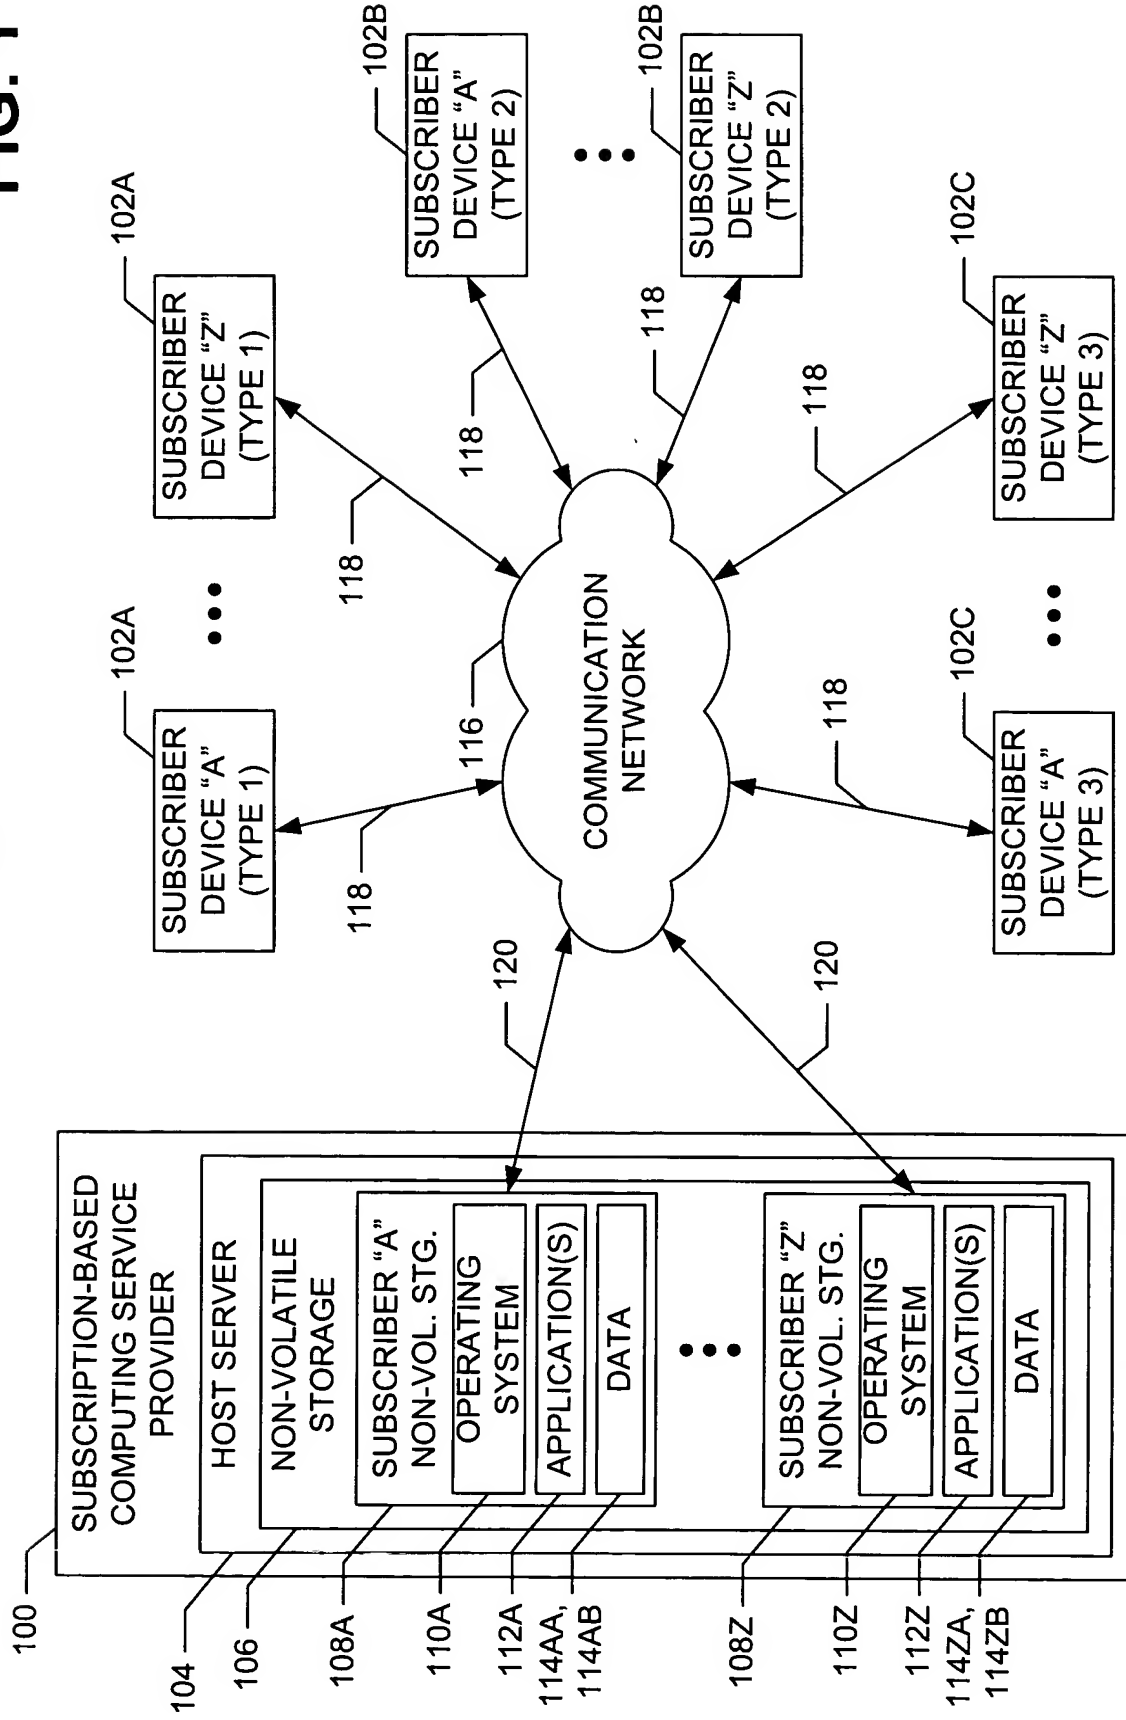 FIG. 1
100
SUBSCRIPTION-BASED
COMPUTING SERVICE
PROVIDER
104
HOST SERVER
106
NON-VOLATILE
STORAGE
108A
SUBSCRIBER “A”
NON-VOL. STG.
110A
OPERATING
SYSTEM
112A
APPLICATION(S)
114AA,
114AB
DATA
108Z
SUBSCRIBER “Z”
NON-VOL. STG.
110Z
OPERATING
SYSTEM
112Z
APPLICATION(S)
114ZA,
114ZB
DATA
120
120
116
COMMUNICATION
NETWORK
102A
SUBSCRIBER
DEVICE “A”
(TYPE 1)
118
102A
SUBSCRIBER
DEVICE “Z”
(TYPE 1)
118
102B
SUBSCRIBER
DEVICE “A”
(TYPE 2)
118
102B
SUBSCRIBER
DEVICE “Z”
(TYPE 2)
118
102C
SUBSCRIBER
DEVICE “Z”
(TYPE 3)
118
102C
SUBSCRIBER
DEVICE “A”
(TYPE 3)
118